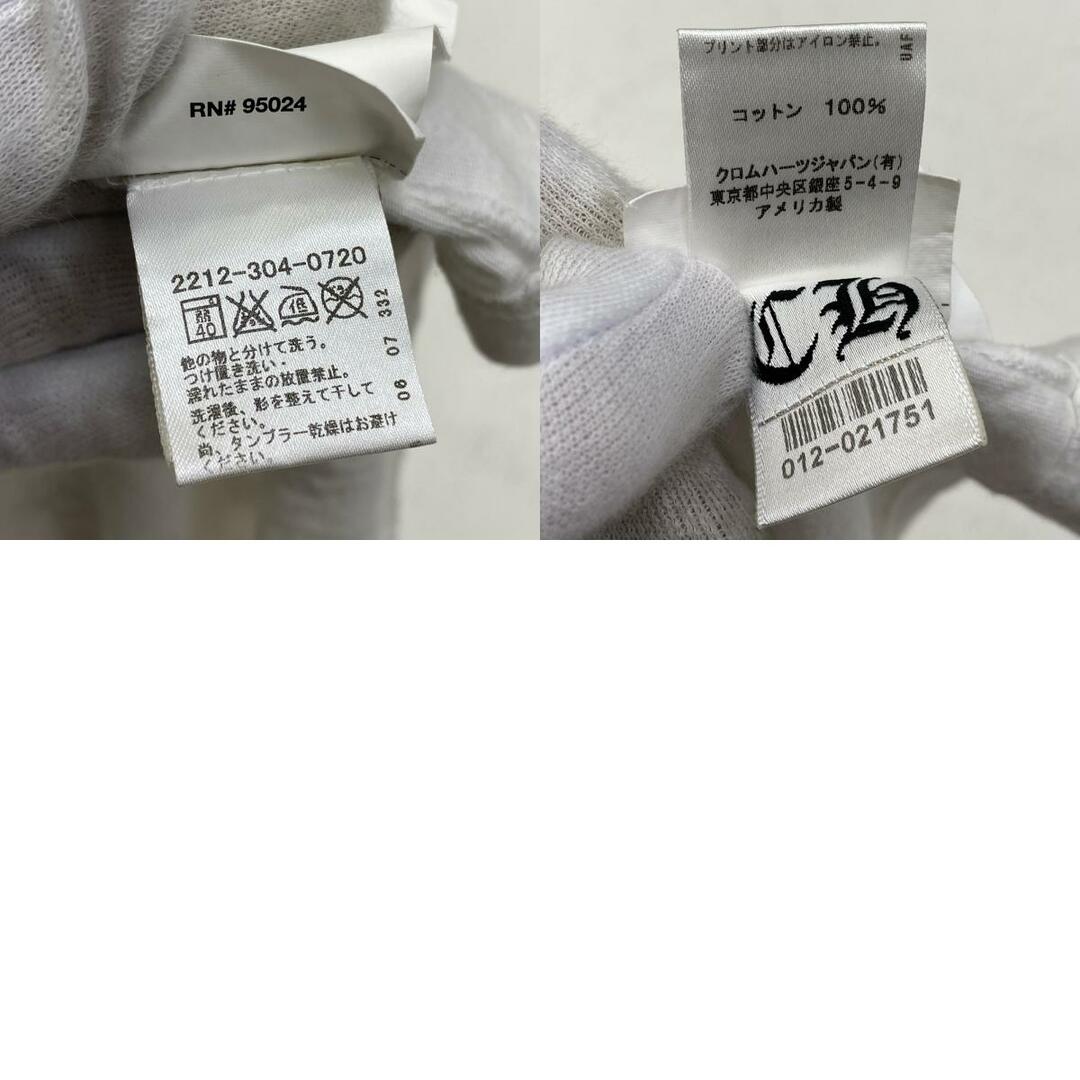 RN# 95024
2212-304-0720
弱
40
低
332
07
06
他の物と分けて洗う。
つけ置き洗い・
濡れたままの放置禁止。
洗濯後、影を整えて干して
ください。
尚、タンブラー乾燥はお避け
ください。
プリント部分はアイロン禁止。
UAF
コットン 100%
クロムハーツジャパン(有)
東京都中央区銀座5-4-9
アメリカ製
CH
012-021751